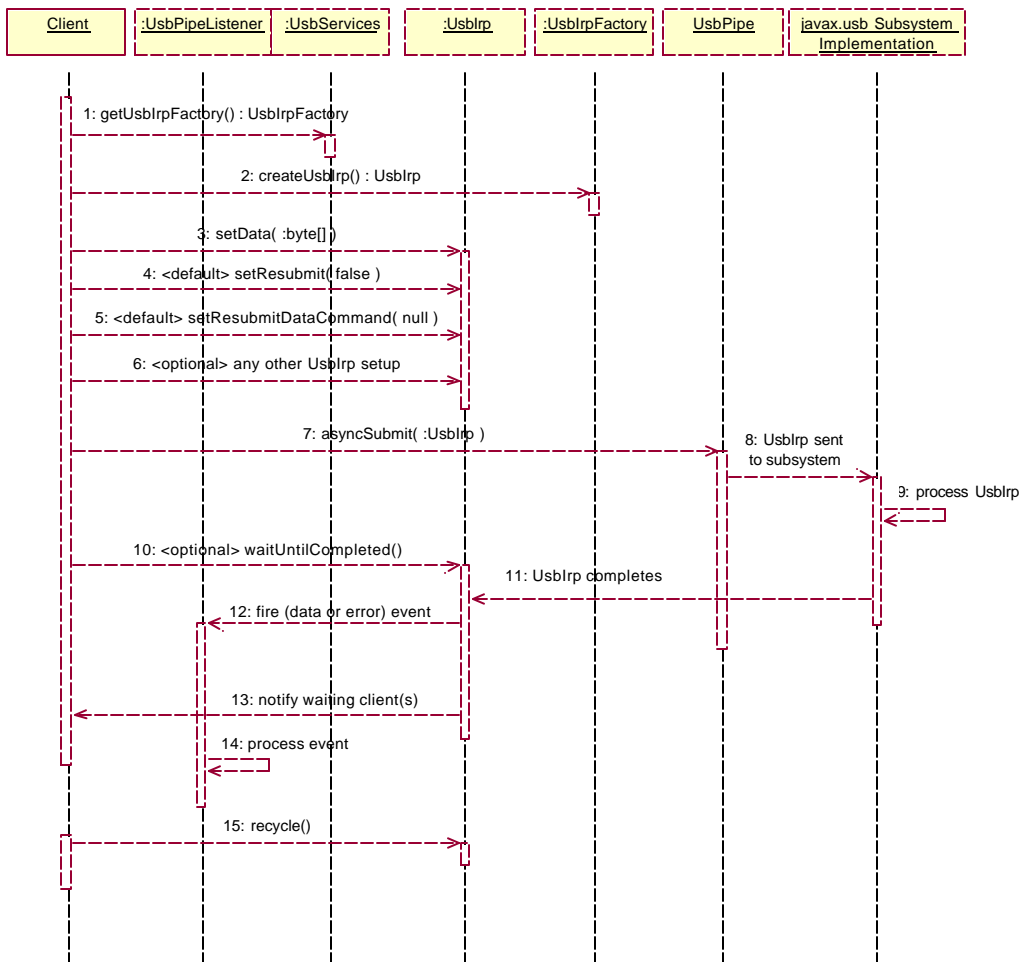 Client
:UsbPipeListener
:UsbServices
:UsbIrp
:UsbIrpFactory
UsbPipe
javax.usb Subsystem
Implementation
1: getUsbIrpFactory() : UsbIrpFactory
2: createUsbIrp() : UsbIrp
3: setData( :byte[] )
4: <default> setResubmit( false )
5: <default> setResubmitDataCommand( null )
6: <optional> any other UsbIrp setup
7: asyncSubmit( :UsbIrp )
8: UsbIrp sent
to subsystem
9: process UsbIrp
10: <optional> waitUntilCompleted()
11: UsbIrp completes
12: fire (data or error) event
13: notify waiting client(s)
14: process event
15: recycle()